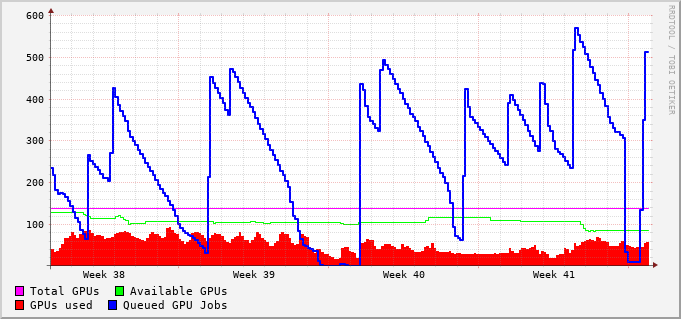 600
500
400
300
200
100
Week 38 Week 39 Week 40 Week 41
Total GPUs Available GPUs
GPUs used Queued GPU Jobs
RRDTOOL / TOBI OETIKER